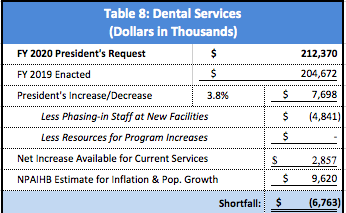 Table 8: Dental Services
(Dollars in Thousands)
FY 2020 President's Request $ 212,370
FY 2019 Enacted $ 204,672
President's Increase/Decrease 3.8% $ 7,698
Less Phasing-in Staff at New Facilities $ (4,841)
Less Resources for Program Increases $ -
Net Increase Available for Current Services $ 2,857
NPAIHB Estimate for Inflation & Pop. Growth $ 9,620
Shortfall: $ (6,763)